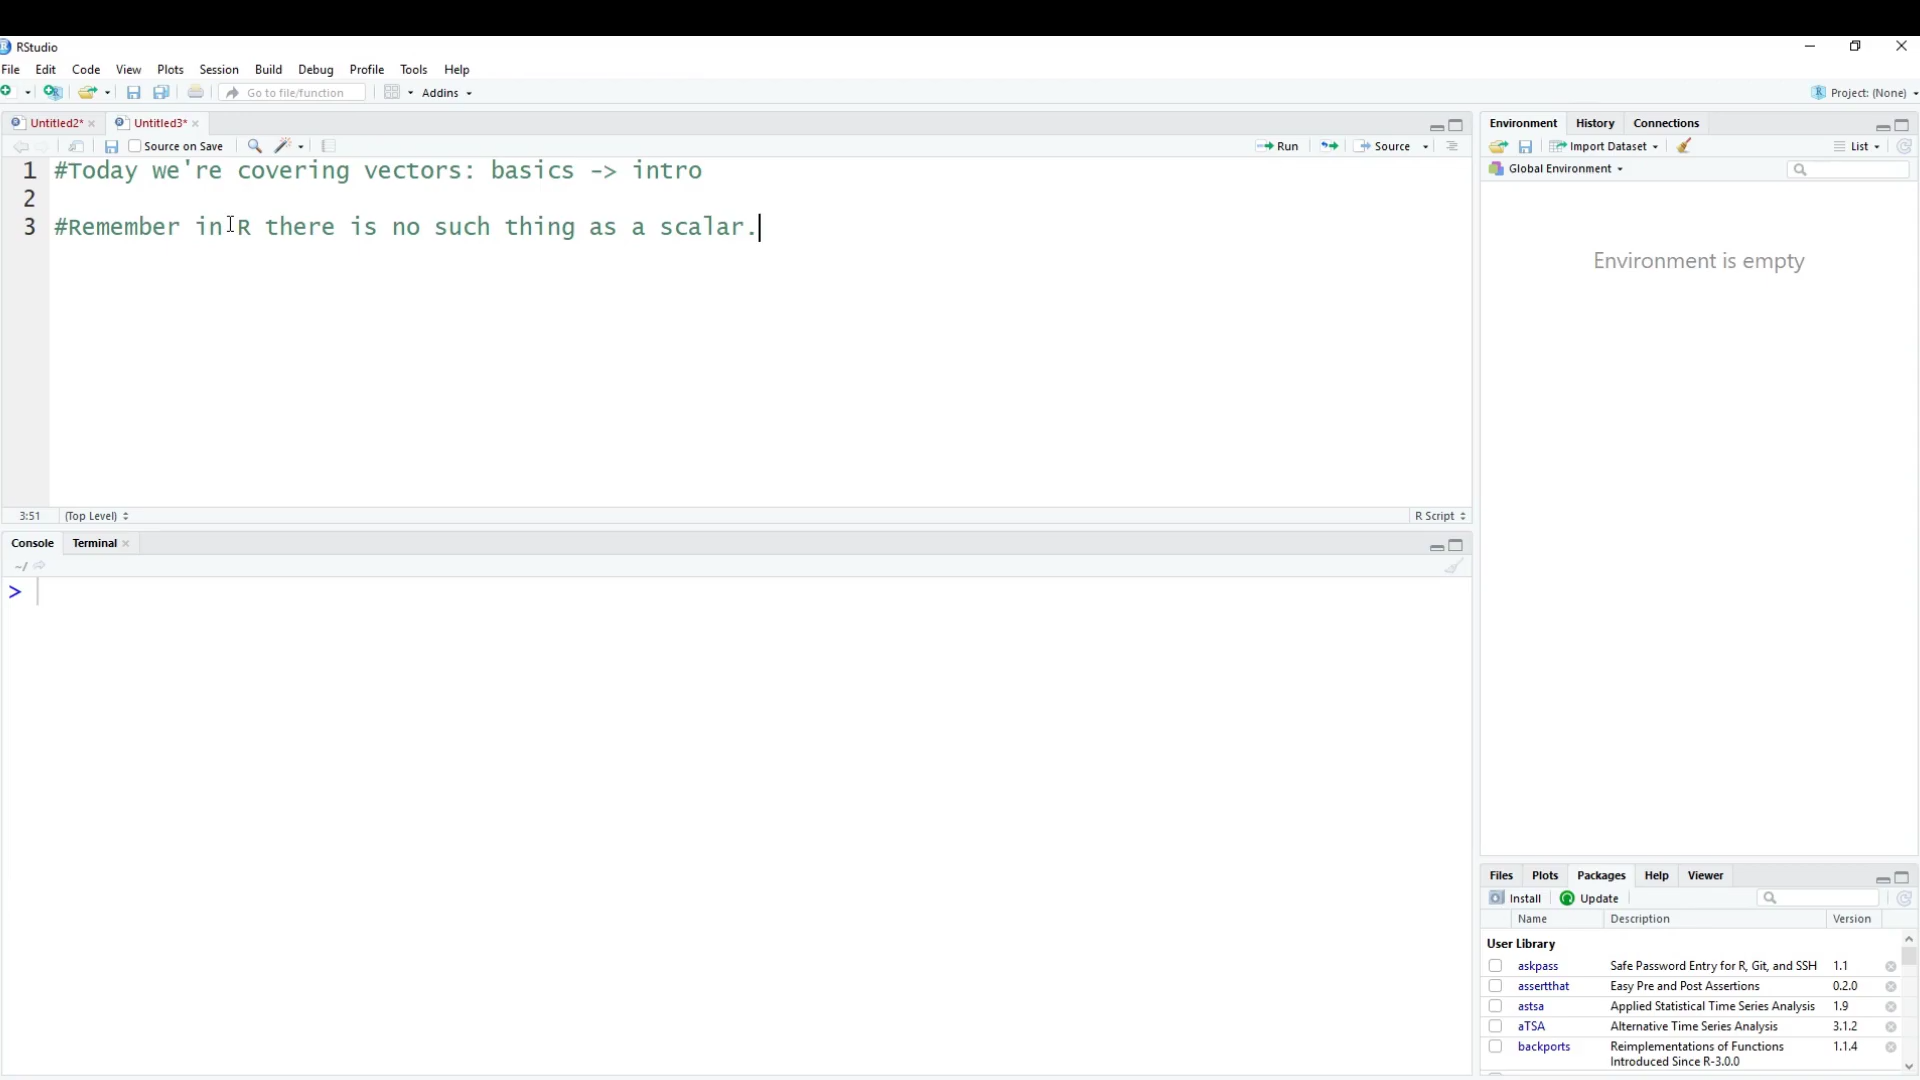 RStudio
File Edit Code View Plots Session Build Debug Profile Tools Help
Go to file/function Addins Project: (None)
Untitled2* Untitled3*
Source on Save Run Source
1 #Today we're covering vectors: basics -> intro
2
3 #Remember in R there is no such thing as a scalar.
3:51 (Top Level) R Script
Console Terminal
~/
>
Environment History Connections
Import Dataset List
Global Environment
Environment is empty
Files Plots Packages Help Viewer
Install Update
Name Description Version
User Library
askpass Safe Password Entry for R, Git, and SSH 1.1
assertthat Easy Pre and Post Assertions 0.2.0
astsa Applied Statistical Time Series Analysis 1.9
aTSA Alternative Time Series Analysis 3.1.2
backports Reimplementations of Functions 1.1.4
Introduced Since R-3.0.0